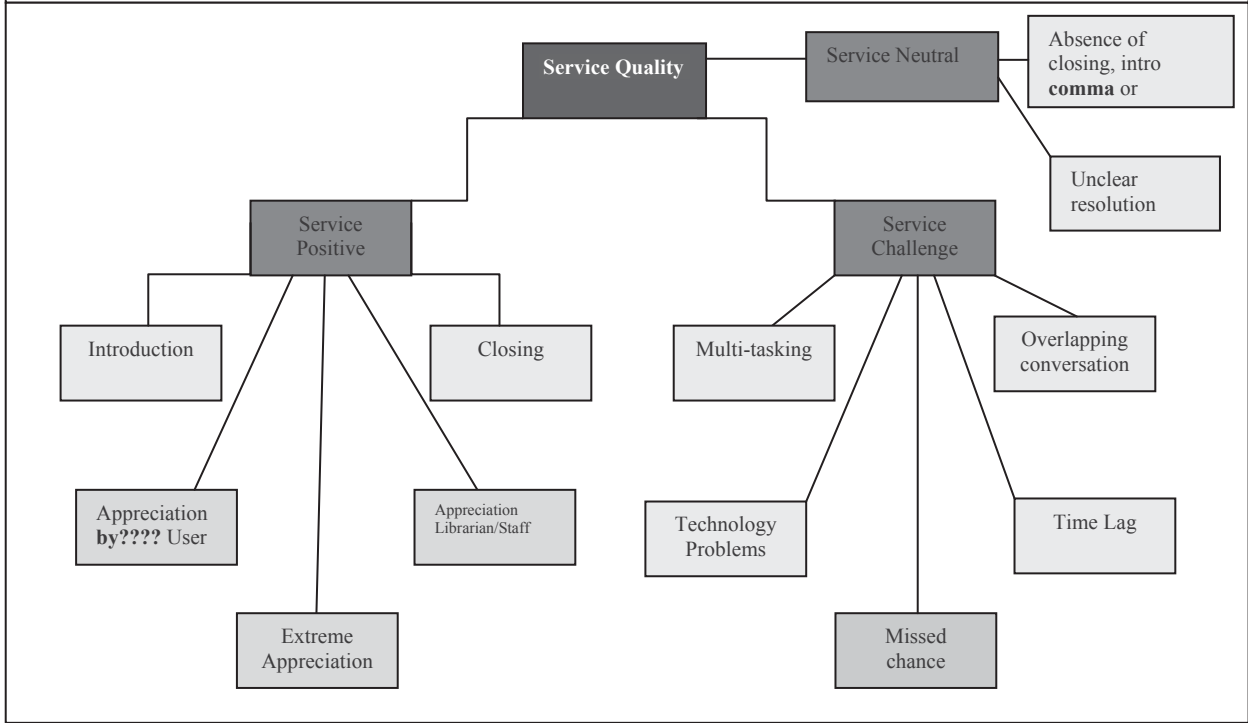 Service Quality
Service Neutral
Absence of
closing, intro
comma or
Unclear
resolution
Service
Positive
Service
Challenge
Introduction
Closing
Multi-tasking
Overlapping
conversation
Appreciation
by???? User
Appreciation
Librarian/Staff
Technology
Problems
Time Lag
Extreme
Appreciation
Missed
chance